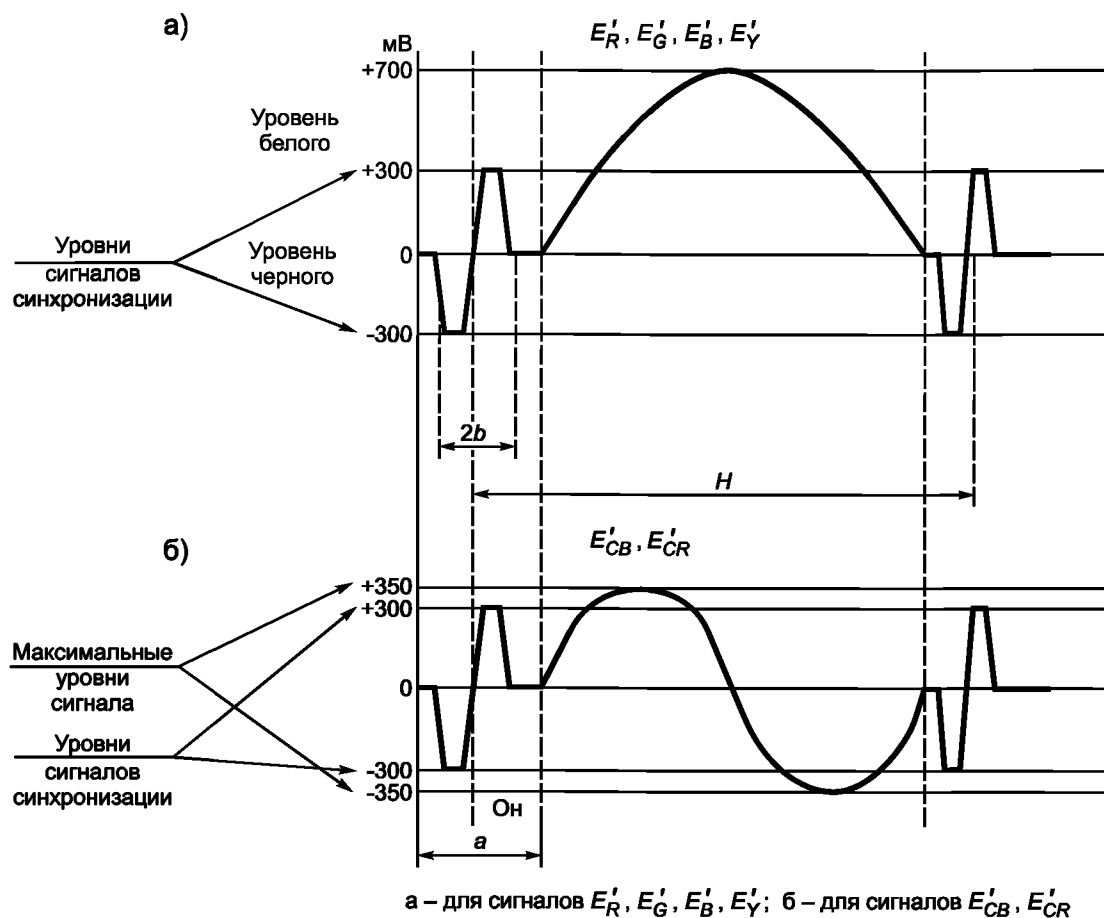 а)
E′R, E′G, E′B, E′Y
мВ
+700
Уровень
белого
+300
Уровни
сигналов
синхронизации
Уровень
черного
0
-300
2b
H
б)
E′CB, E′CR
+350
+300
Максимальные
уровни
сигнала
0
Уровни
сигналов
синхронизации
-300
-350
Он
a
а – для сигналов E′R, E′G, E′B, E′Y; б – для сигналов E′CB, E′CR